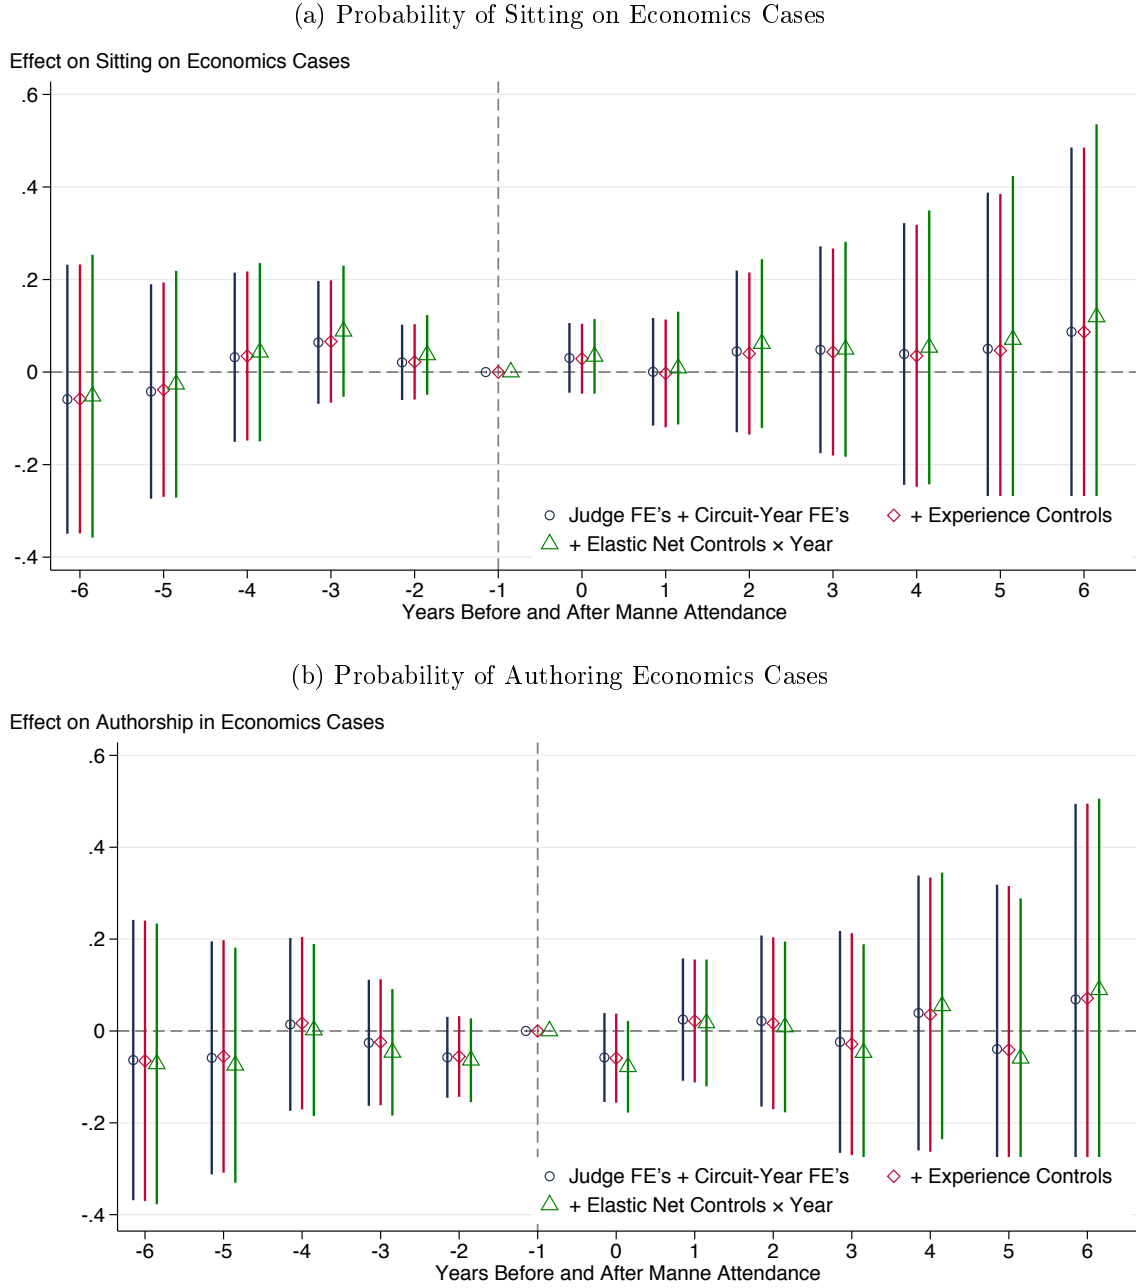 (a) Probability of Sitting on Economics Cases
Effect on Sitting on Economics Cases
.6
.4
.2
0
-.2
-.4
Judge FE's + Circuit-Year FE's
+ Experience Controls
+ Elastic Net Controls × Year
-6 -5 -4 -3 -2 -1 0 1 2 3 4 5 6
Years Before and After Manne Attendance
(b) Probability of Authoring Economics Cases
Effect on Authorship in Economics Cases
.6
.4
.2
0
-.2
-.4
Judge FE's + Circuit-Year FE's
+ Experience Controls
+ Elastic Net Controls × Year
-6 -5 -4 -3 -2 -1 0 1 2 3 4 5 6
Years Before and After Manne Attendance